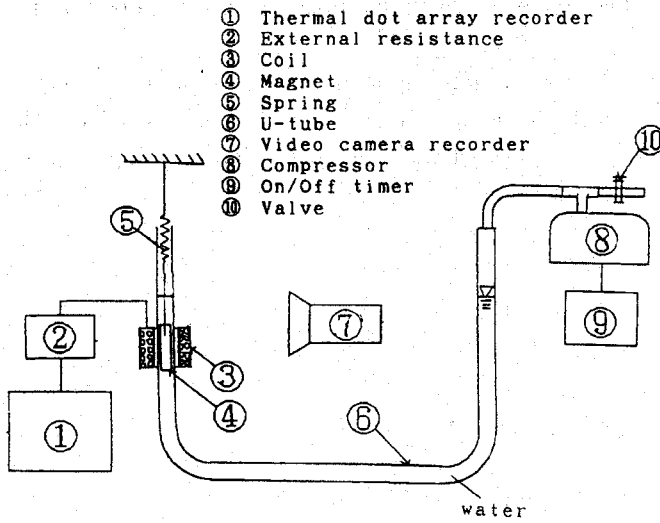 ① Thermal dot array recorder
② External resistance
③ Coil
④ Magnet
⑤ Spring
⑥ U-tube
⑦ Video camera recorder
⑧ Compressor
⑨ On/Off timer
⑩ Valve
⑩
⑤
⑧
②
⑦
⑨
③
④
⑥
①
water